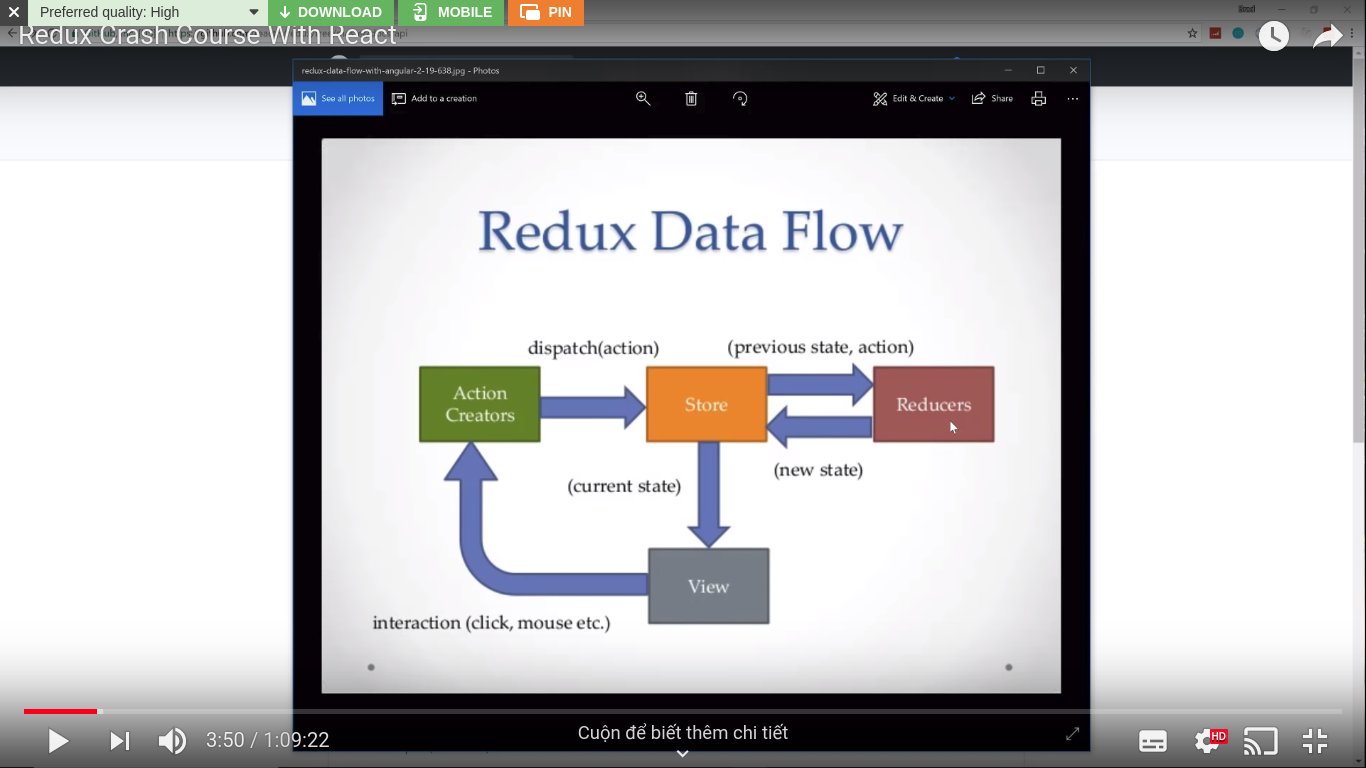 Preferred quality: High
DOWNLOAD
MOBILE
PIN
Redux Crash Course With React
redux-data-flow-with-angular-2-19-638.jpg - Photos
See all photos
Add to a creation
Edit & Create
Share
Redux Data Flow
dispatch(action)
(previous state, action)
Action
Creators
Store
Reducers
(current state)
(new state)
View
interaction (click, mouse etc.)
Cuộn để biết thêm chi tiết
3:50 / 1:09:22
HD